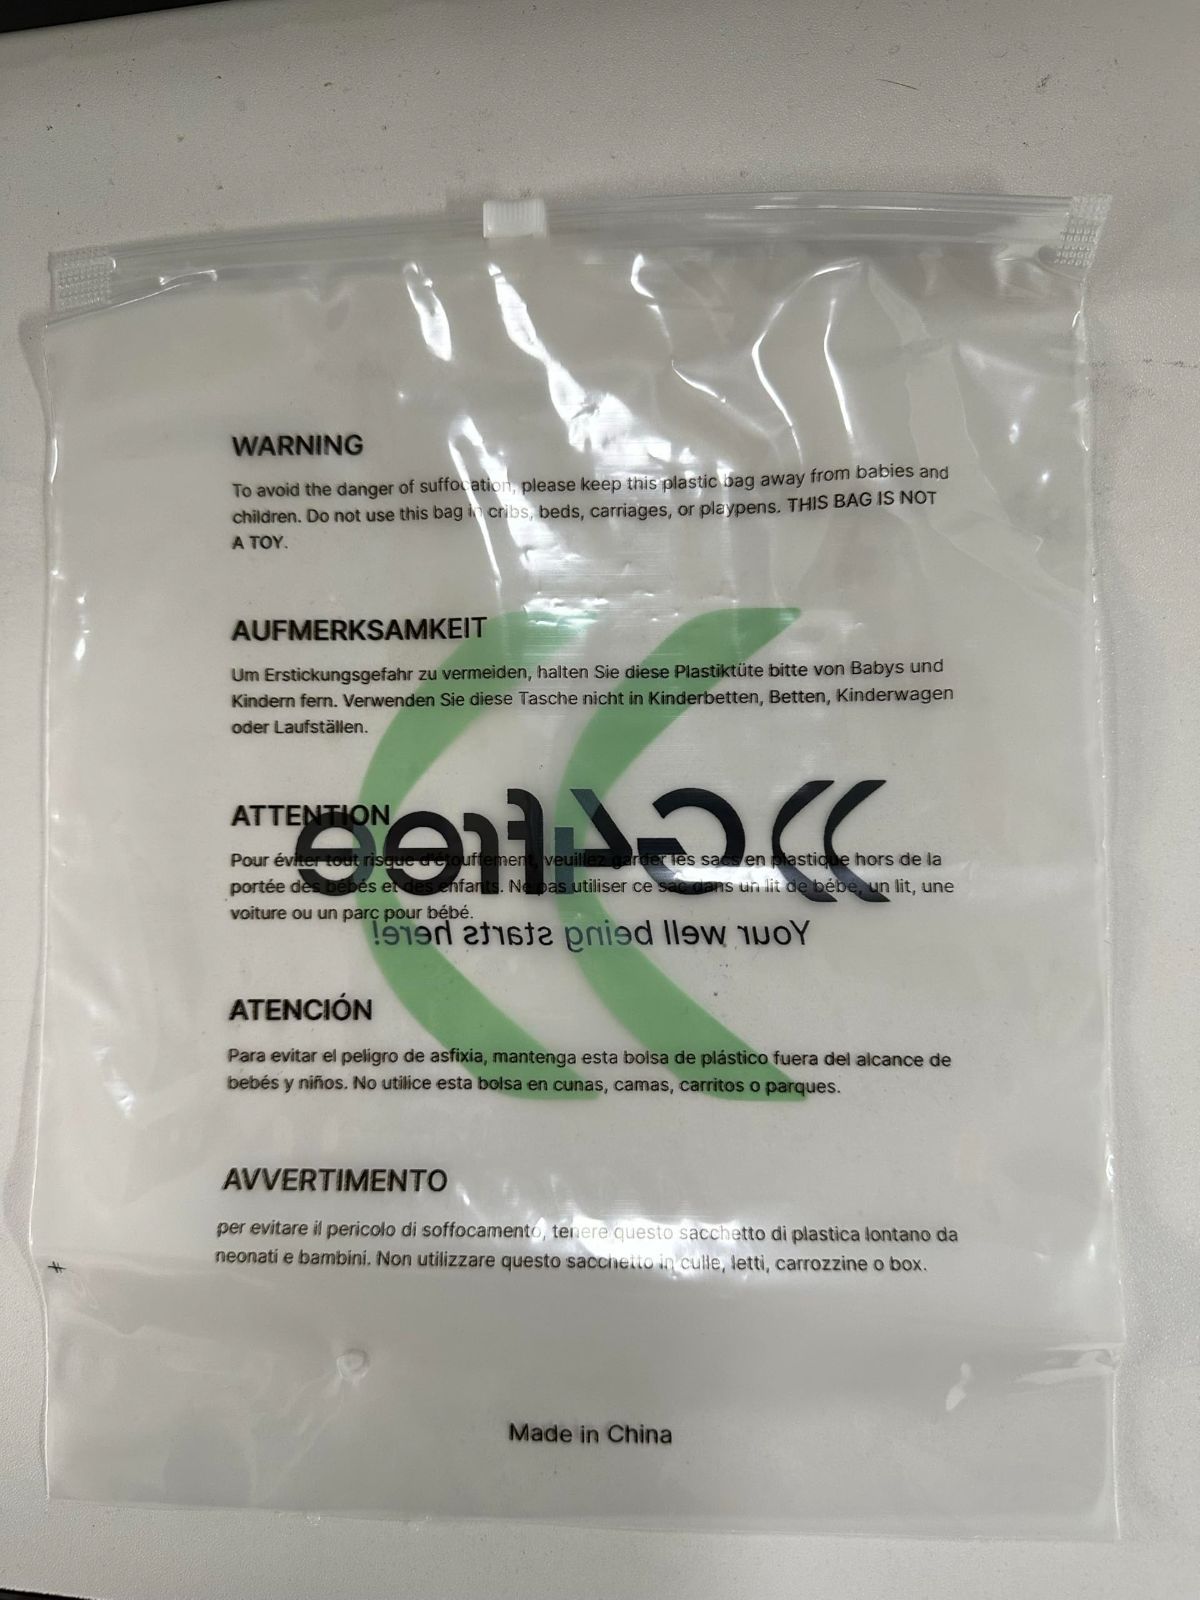 WARNING
To avoid the danger of suffocation, please keep this plastic bag away from babies and
children. Do not use this bag in cribs, beds, carriages, or playpens. THIS BAG IS NOT
A TOY.
AUFMERKSAMKEIT
Um Erstickungsgefahr zu vermeiden, halten Sie diese Plastiktüte bitte von Babys und
Kindern fern. Verwenden Sie diese Tasche nicht in Kinderbetten, Betten, Kinderwagen
oder Laufställen.
ATTENTION
Pour éviter tout risque d'étouffement, veuillez garder les sacs en plastique hors de la
portée des bébés et des enfants. Ne pas utiliser ce sac dans un lit de bébé, un lit, une
voiture ou un parc pour bébé.
G4free
Your well being starts here!
ATENCIÓN
Para evitar el peligro de asfixia, mantenga esta bolsa de plástico fuera del alcance de
bebés y niños. No utilice esta bolsa en cunas, camas, carritos o parques.
AVVERTIMENTO
per evitare il pericolo di soffocamento, tenere questo sacchetto di plastica lontano da
neonati e bambini. Non utilizzare questo sacchetto in culle, letti, carrozzine o box.
Made in China